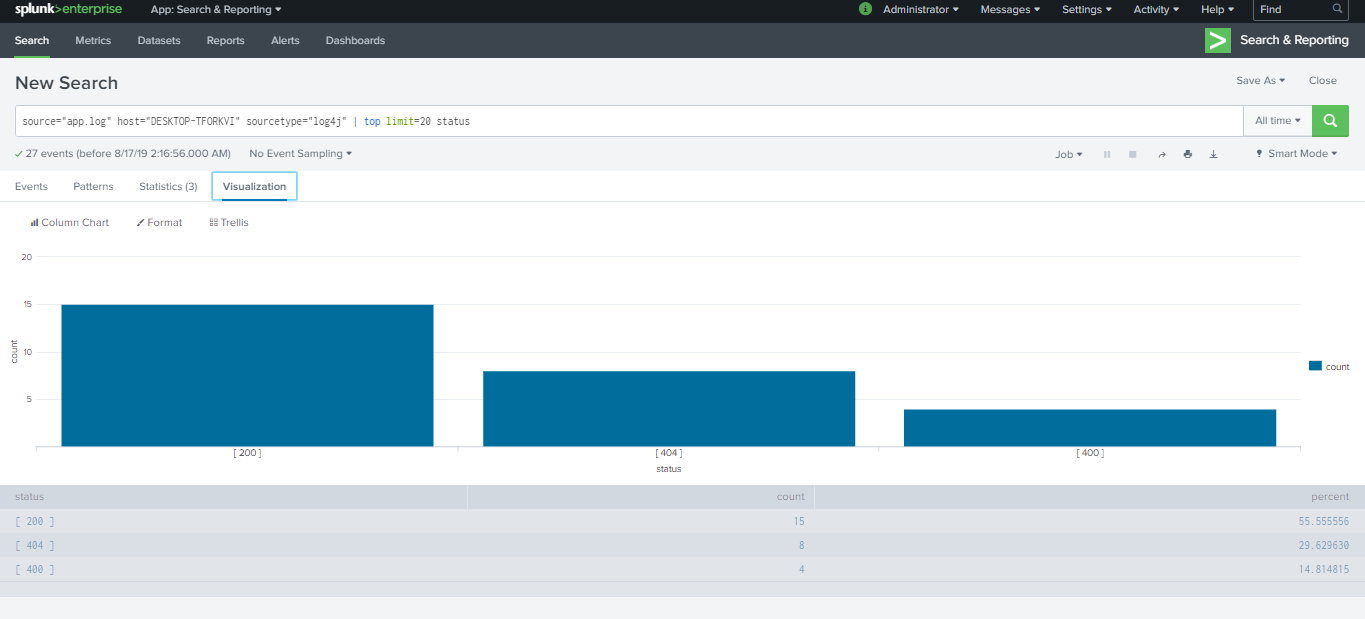 splunk>enterprise App: Search & Reporting i Administrator Messages Settings Activity Help Find
Search Metrics Datasets Reports Alerts Dashboards > Search & Reporting
New Search Save As Close
source="app.log" host="DESKTOP-TFORKVI" sourcetype="log4j" | top limit=20 status All time
27 events (before 8/17/19 2:16:56.000 AM) No Event Sampling Job Smart Mode
Events Patterns Statistics (3) Visualization
Column Chart Format Trellis
20
15
10
5
count
count
[ 200 ] [ 404 ] [ 400 ]
status
status count percent
[ 200 ] 15 55.555556
[ 404 ] 8 29.629630
[ 400 ] 4 14.814815